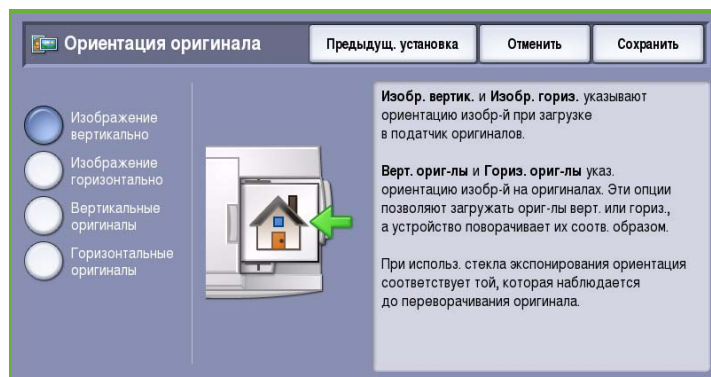 Ориентация оригинала
Предыдущ. установка
Отменить
Сохранить
Изображение
вертикально
Изображение
горизонтально
Вертикальные
оригиналы
Горизонтальные
оригиналы
Изобр. вертик. и Изобр. гориз. указывают
ориентацию изобр-й при загрузке
в податчик оригиналов.
Верт. ориг-лы и Гориз. ориг-лы указ.
ориентацию изобр-й на оригиналах. Эти опции
позволяют загружать ориг-лы верт. или гориз.,
а устройство поворачивает их соотв. образом.
При использ. стекла экспонирования ориентация
соответствует той, которая наблюдается
до переворачивания оригинала.